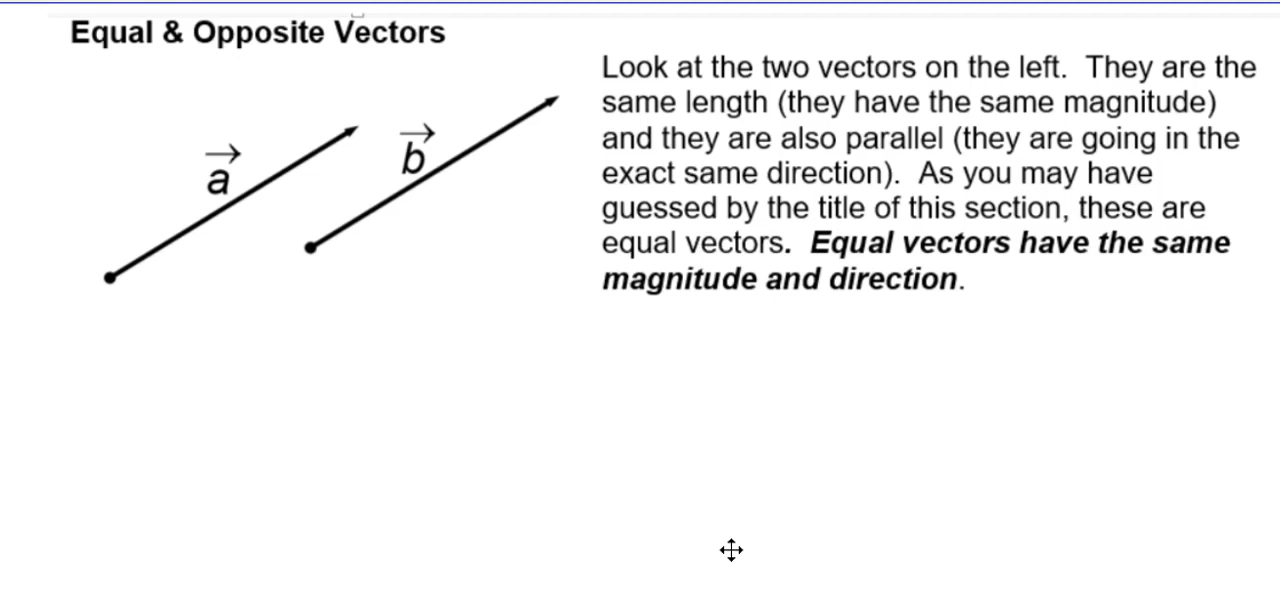 Equal & Opposite Vectors
Look at the two vectors on the left. They are the
same length (they have the same magnitude)
and they are also parallel (they are going in the
exact same direction). As you may have
guessed by the title of this section, these are
equal vectors. Equal vectors have the same
magnitude and direction.
a
b